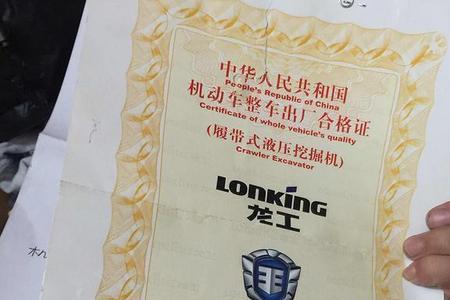 中华人民共和国
People's Republic of China
机动车整车出厂合格证
Certificate of whole vehicle's quality
(履带式液压挖掘机)
Crawler Excavator
LONKING
龙工